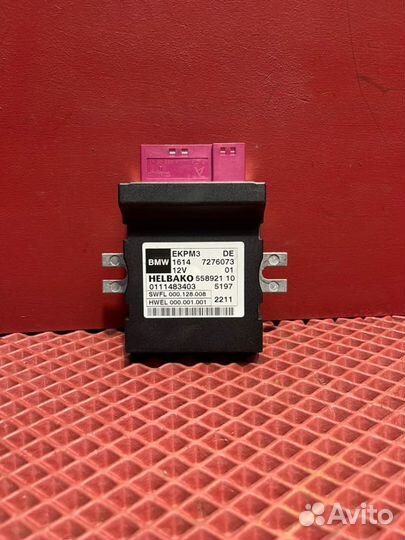 EKPM3 DE
BMW 1614 7276073
12V 01
HELBAKO 558921 10
0111483403 5197
SWFL 000.128.008
HWEL 000.001.001 2211
Avito